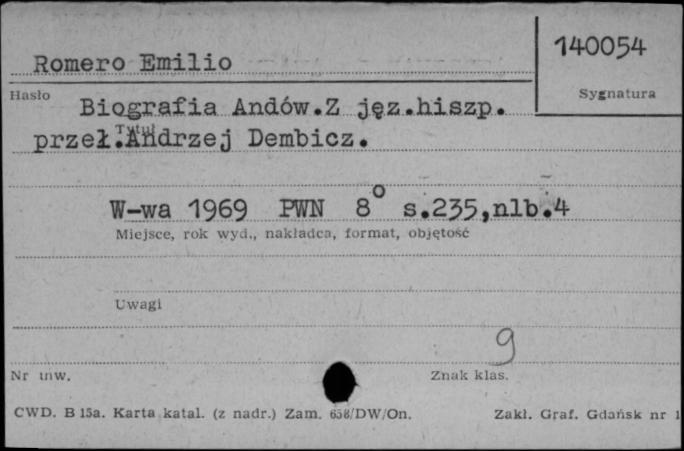 140054
Romero Emilio
Hasło
Sygnatura
Biografia Andów.Z jęz.hiszp.
Tytuł
przeł.Andrzej Dembicz.
W-wa 1969 PWN 8° s.235,nlb.4
Miejsce, rok wyd., nakładca, format, objętość
Uwagi
9
Nr inw.
Znak klas.
CWD. B 15a. Karta katal. (z nadr.) Zam. 658/DW/On.
Zakł. Graf. Gdańsk nr 1